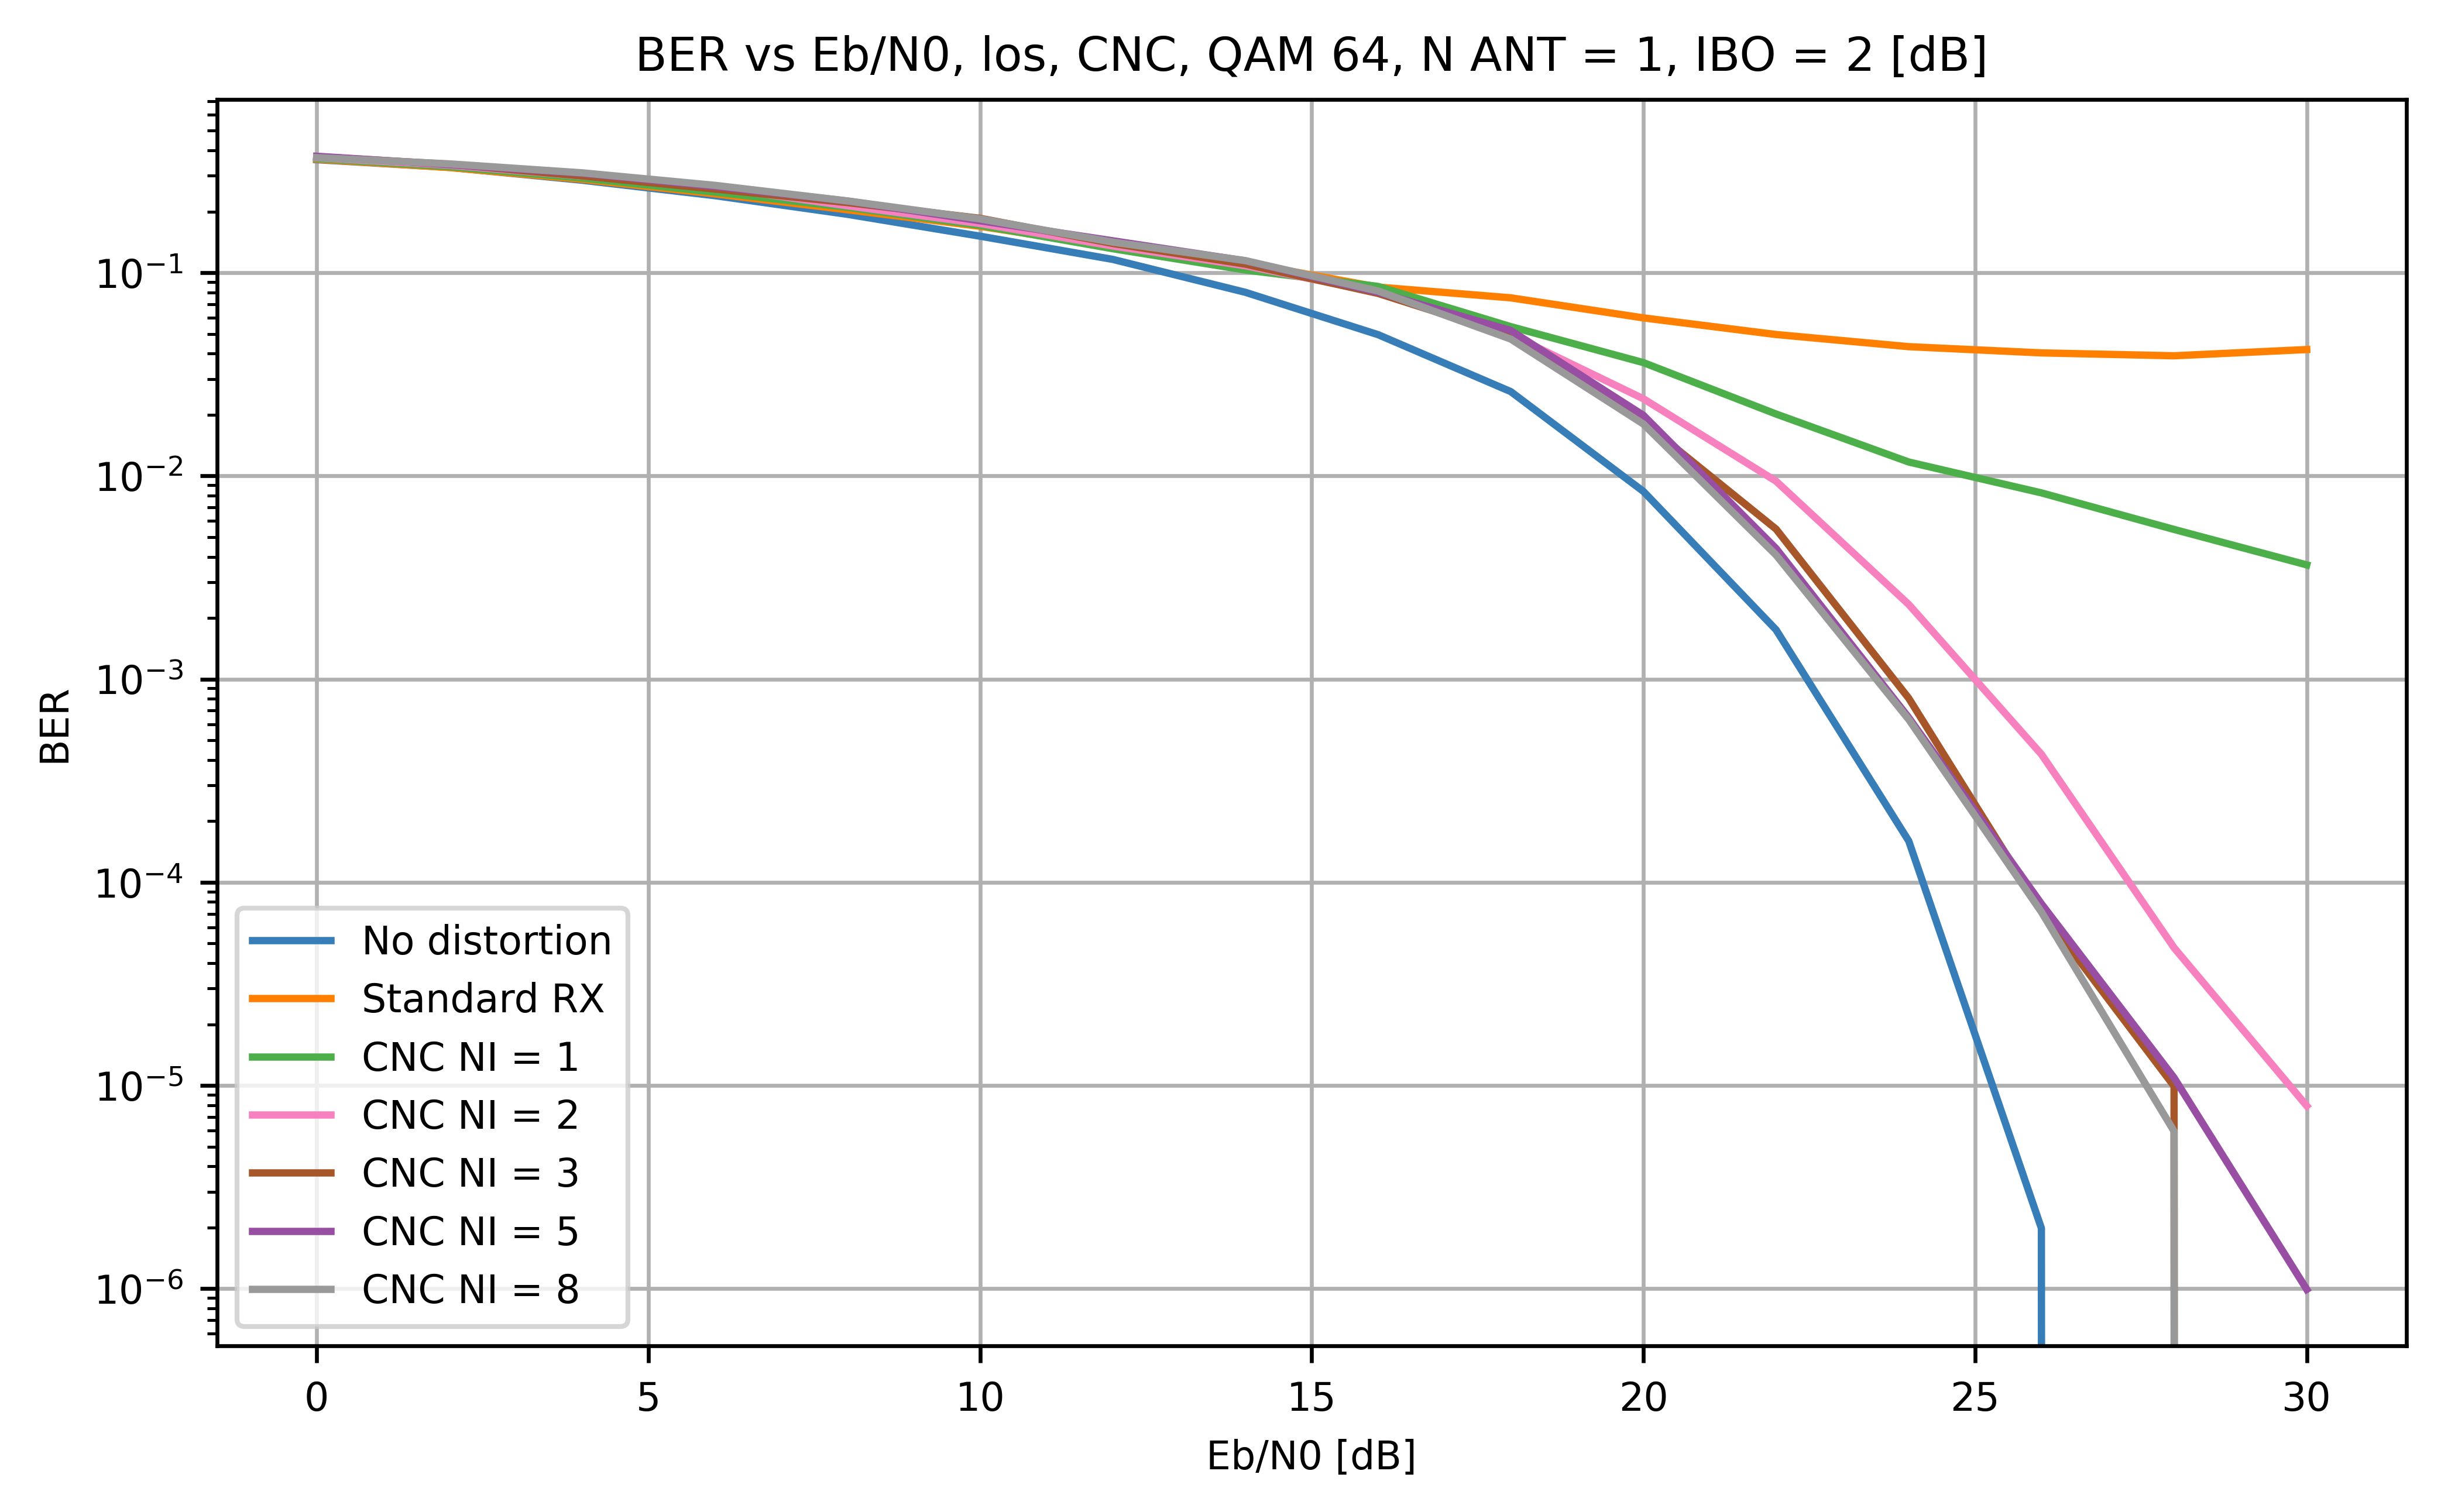 BER vs Eb/N0, los, CNC, QAM 64, N ANT = 1, IBO = 2 [dB]
BER
10⁻¹
10⁻²
10⁻³
10⁻⁴
10⁻⁵
10⁻⁶
No distortion
Standard RX
CNC NI = 1
CNC NI = 2
CNC NI = 3
CNC NI = 5
CNC NI = 8
0 5 10 15 20 25 30
Eb/N0 [dB]